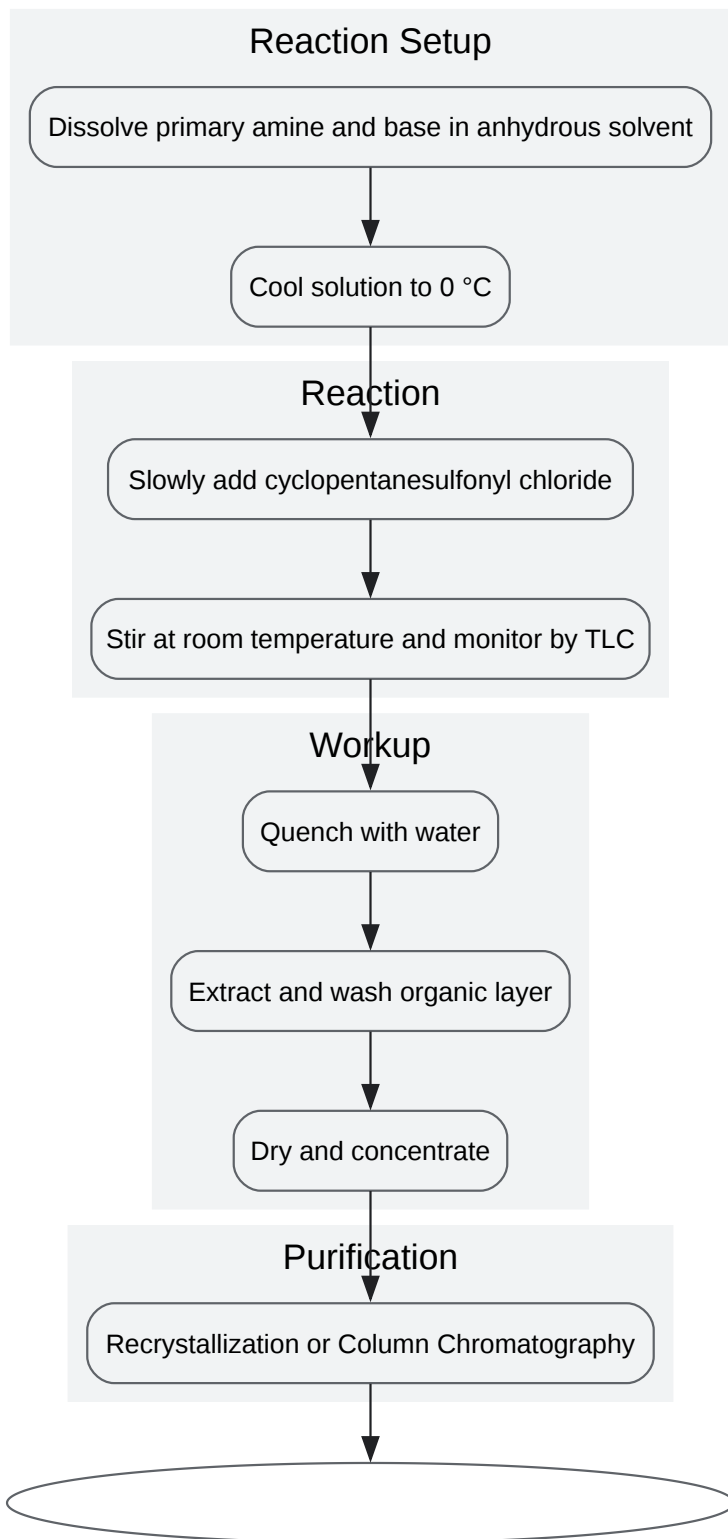 Reaction Setup
Dissolve primary amine and base in anhydrous solvent
Cool solution to 0 °C
Reaction
Slowly add cyclopentanesulfonyl chloride
Stir at room temperature and monitor by TLC
Workup
Quench with water
Extract and wash organic layer
Dry and concentrate
Purification
Recrystallization or Column Chromatography